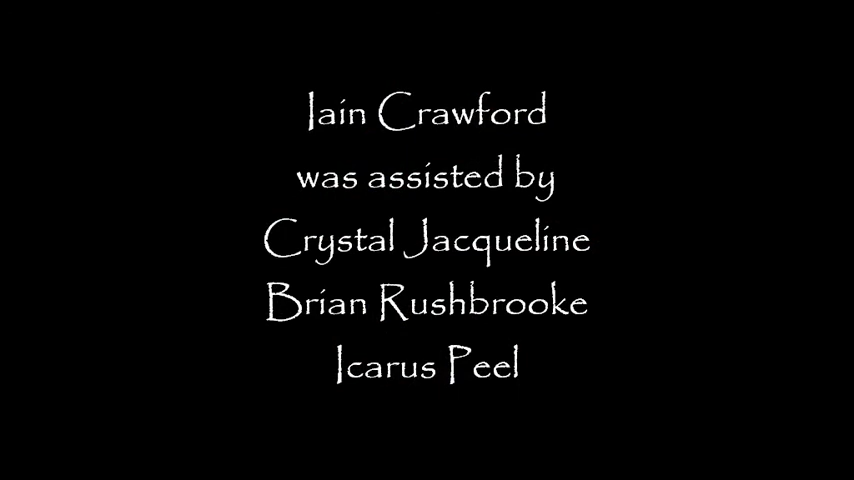 Iain Crawford
was assisted by
Crystal Jacqueline
Brian Rushbrooke
Icarus Peel